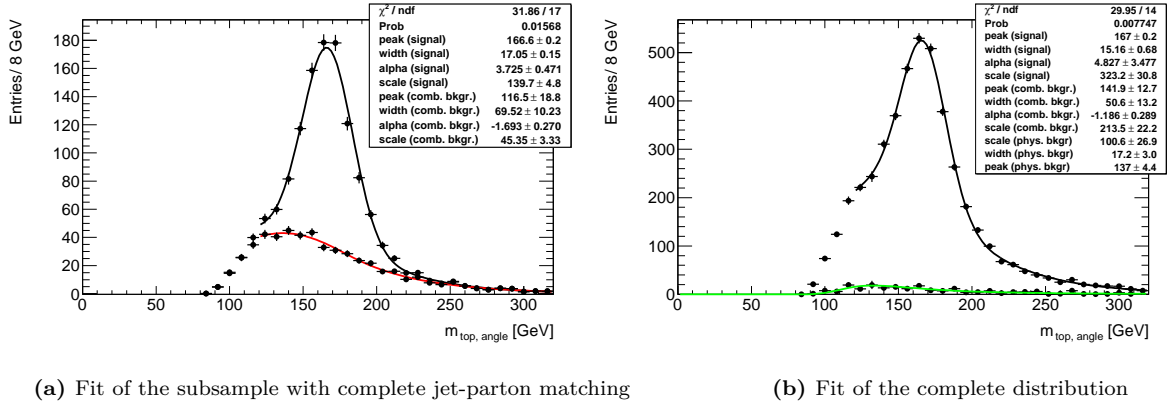 χ² / ndf 31.86 / 17
Prob 0.01568
peak (signal) 166.6 ± 0.2
width (signal) 17.05 ± 0.15
alpha (signal) 3.725 ± 0.471
scale (signal) 139.7 ± 4.8
peak (comb. bkgr.) 116.5 ± 18.8
width (comb. bkgr.) 69.52 ± 10.23
alpha (comb. bkgr.) -1.693 ± 0.270
scale (comb. bkgr.) 45.35 ± 3.33
Entries/ 8 GeV
180
160
140
120
100
80
60
40
20
0
0 50 100 150 200 250 300
m top, angle [GeV]
(a) Fit of the subsample with complete jet-parton matching
χ² / ndf 29.95 / 14
Prob 0.007747
peak (signal) 167 ± 0.2
width (signal) 15.16 ± 0.68
alpha (signal) 4.827 ± 3.477
scale (signal) 323.2 ± 30.8
peak (comb. bkgr.) 141.9 ± 12.7
width (comb. bkgr.) 50.6 ± 13.2
alpha (comb. bkgr.) -1.186 ± 0.289
scale (comb. bkgr.) 213.5 ± 22.2
scale (phys. bkgr) 100.6 ± 26.9
width (phys. bkgr) 17.2 ± 3.0
peak (phys. bkgr) 137 ± 4.4
Entries/ 8 GeV
500
400
300
200
100
0
0 50 100 150 200 250 300
m top, angle [GeV]
(b) Fit of the complete distribution